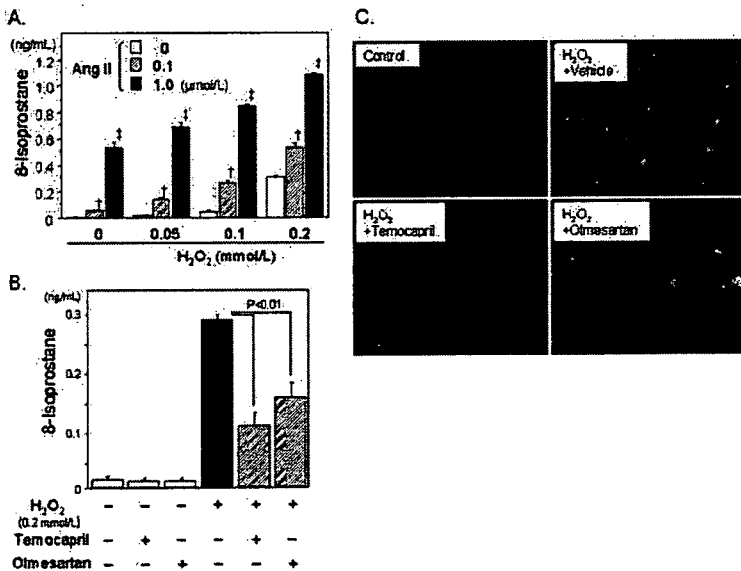 A.
(ng/mL)
8-Isoprostane
1.2
1.0
0.8
0.6
0.4
0.2
0
Ang II
0
0.1
1.0 (μmol/L)
†
‡
†
‡
†
‡
†
‡
0
0.05
0.1
0.2
H₂O₂ (mmol/L)
B.
(ng/mL)
8-Isoprostane
0.3
0.2
0.1
0
P<0.01
H₂O₂ - - - + + +
(0.2 mmol/L)
Temocapril - + - - + -
Olmesartan - - + - - +
C.
Control
H₂O₂
+Vehicle
H₂O₂
+Temocapril
H₂O₂
+Olmesartan